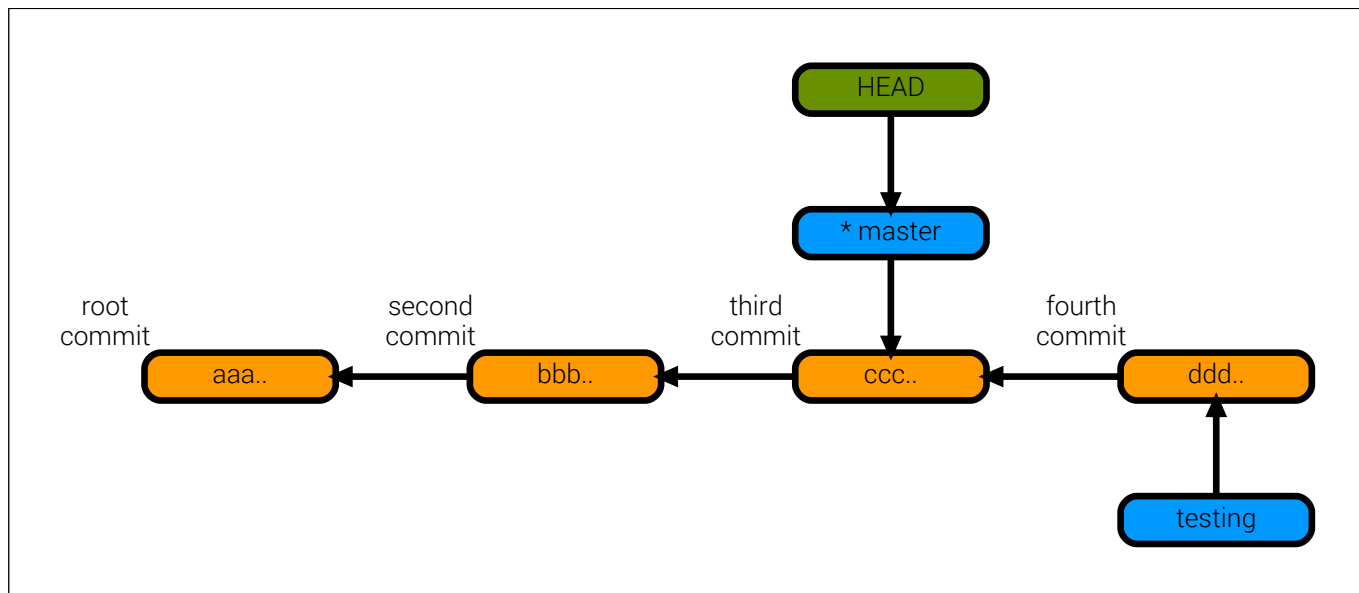 HEAD
* master
root
commit
second
commit
third
commit
fourth
commit
aaa..
bbb..
ccc..
ddd..
testing